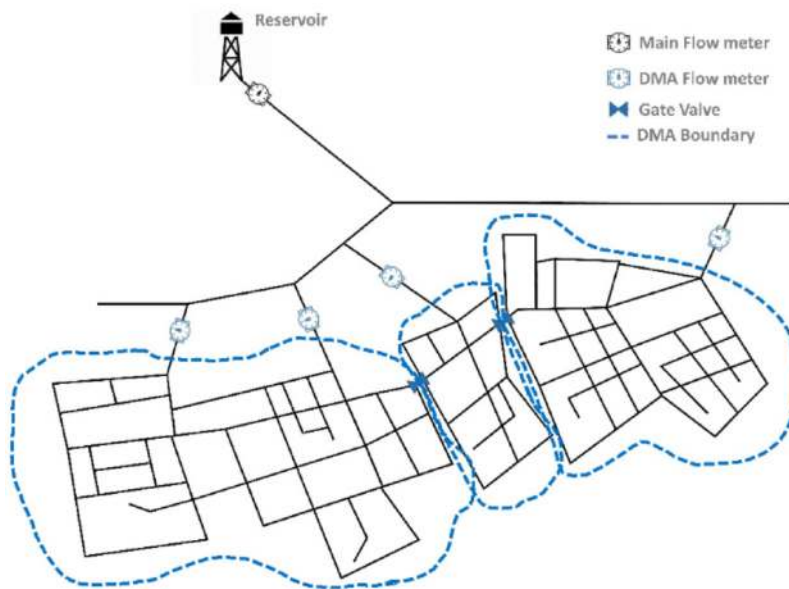 Reservoir
Main Flow meter
DMA Flow meter
Gate Valve
DMA Boundary